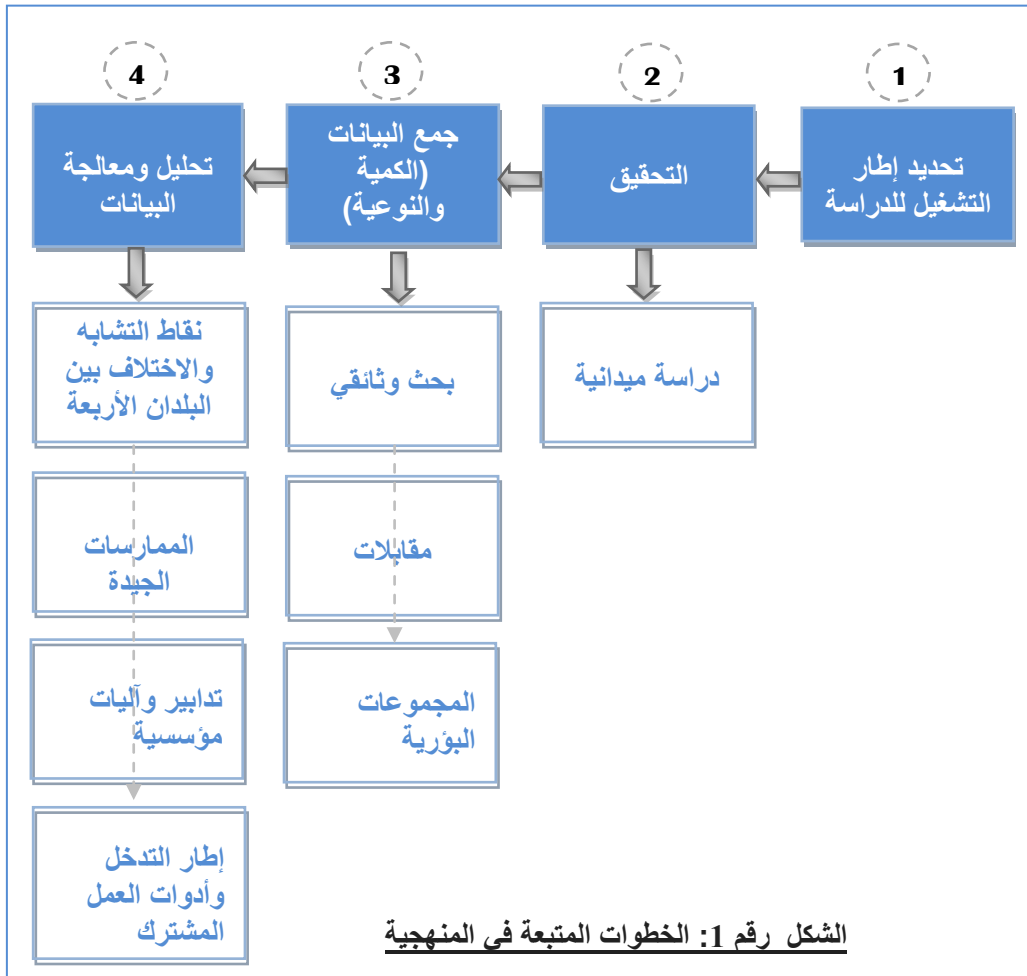 1
تحديد إطار
التشغيل للدراسة
2
التحقيق
دراسة ميدانية
3
جمع البيانات
(الكمية
والنوعية)
بحث وثائقي
مقابلات
المجموعات
البؤرية
4
تحليل ومعالجة
البيانات
نقاط التشابه
والاختلاف بين
البلدان الأربعة
الممارسات
الجيدة
تدابير وآليات
مؤسسية
إطار التدخل
وأدوات العمل
المشترك
الشكل رقم 1: الخطوات المتبعة في المنهجية